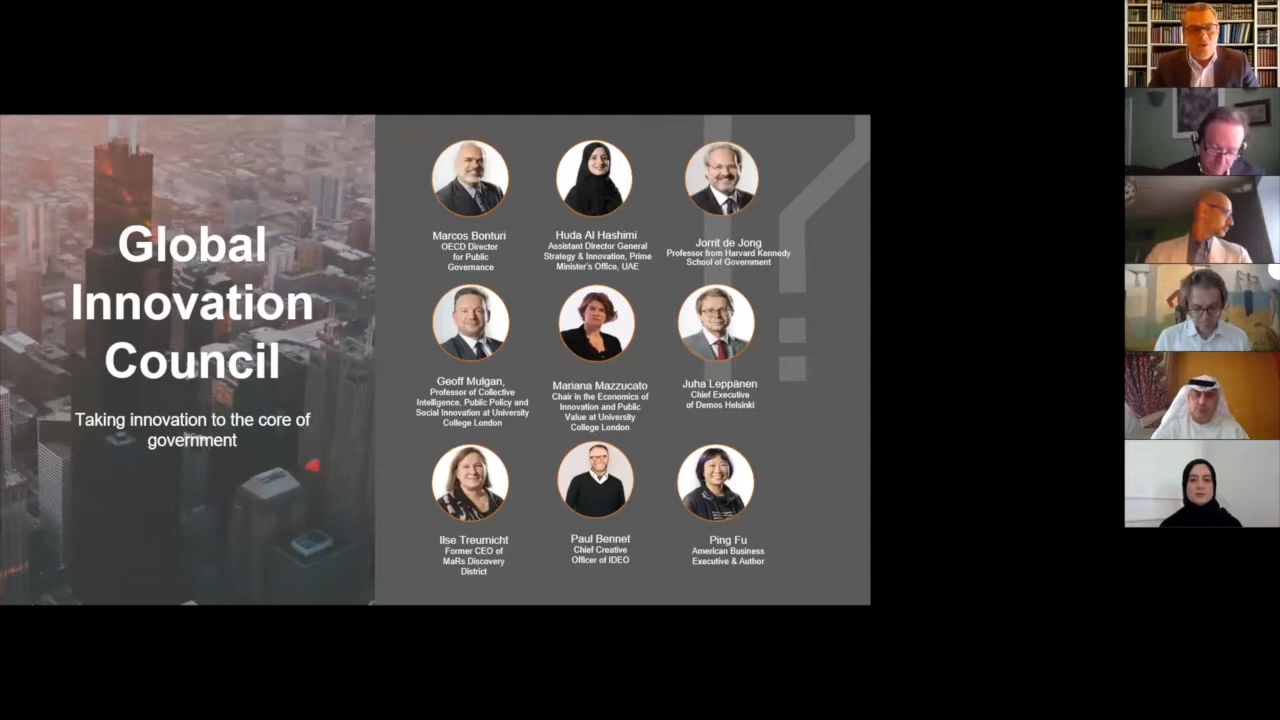 Global
Innovation
Council
Taking innovation to the core of
government
Marcos Bonturi
OECD Director
for Public
Governance
Huda Al Hashimi
Assistant Director General
Strategy & Innovation, Prime
Minister's Office, UAE
Jorrit de Jong
Professor from Harvard Kennedy
School of Government
Geoff Mulgan,
Professor of Collective
Intelligence, Public Policy and
Social Innovation at University
College London
Mariana Mazzucato
Chair in the Economics of
Innovation and Public
Value at University
College London
Juha Leppänen
Chief Executive
of Demos Helsinki
Ilse Treurnicht
Former CEO of
MaRs Discovery
District
Paul Bennet
Chief Creative
Officer of IDEO
Ping Fu
American Business
Executive & Author